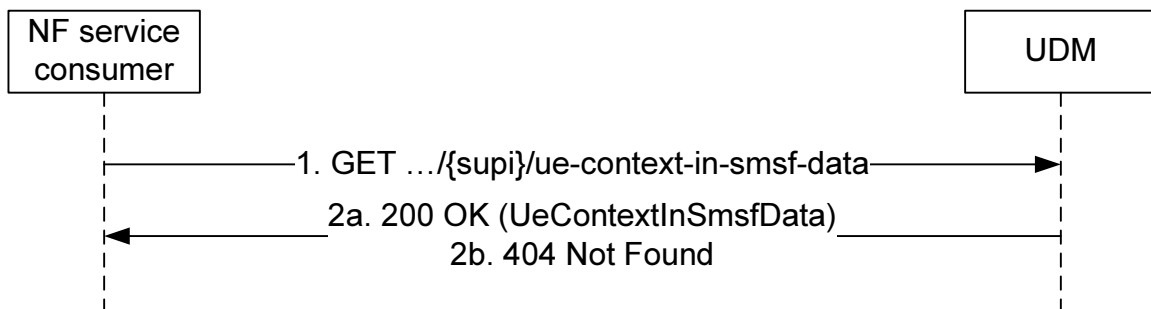 NF service
consumer
UDM
1. GET …/{supi}/ue-context-in-smsf-data
2a. 200 OK (UeContextInSmsfData)
2b. 404 Not Found